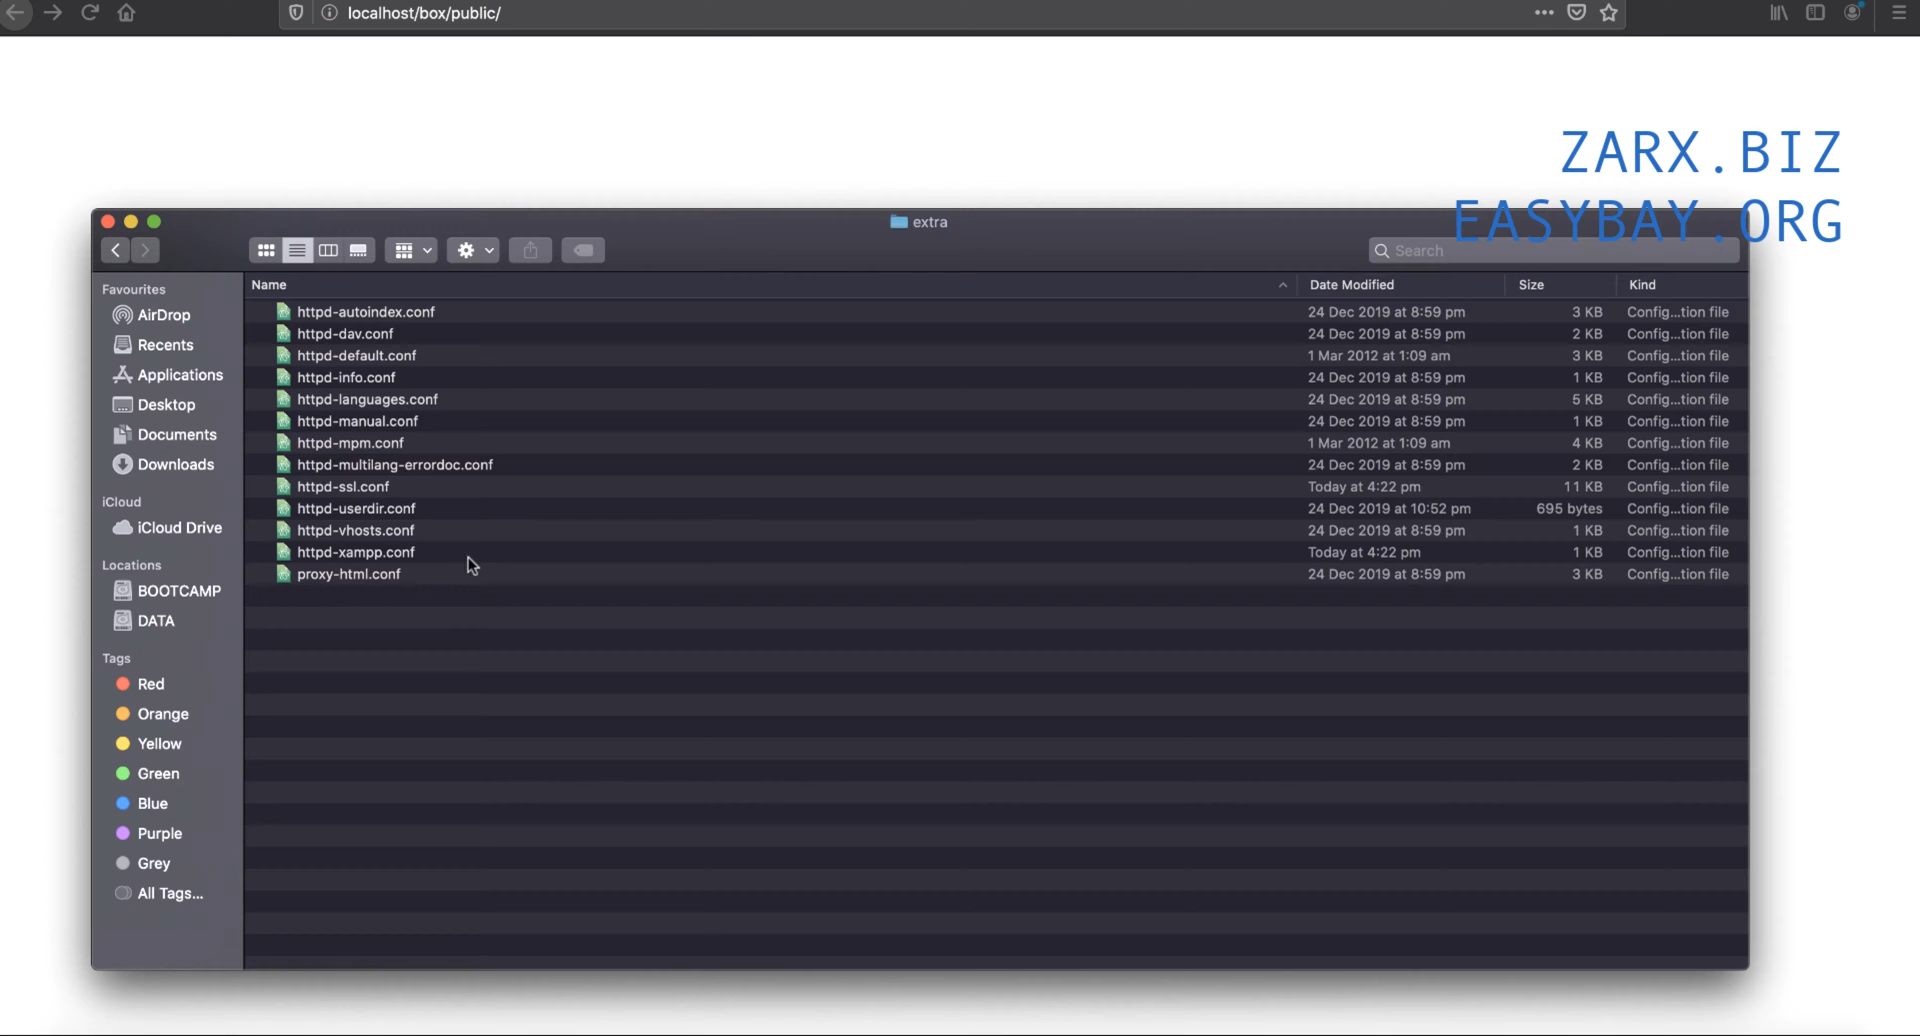 localhost/box/public/
ZARX.BIZ
EASYBAY.ORG
extra
Search
Favourites
AirDrop
Recents
Applications
Desktop
Documents
Downloads
iCloud
iCloud Drive
Locations
BOOTCAMP
DATA
Tags
Red
Orange
Yellow
Green
Blue
Purple
Grey
All Tags...
Name Date Modified Size Kind
httpd-autoindex.conf 24 Dec 2019 at 8:59 pm 3 KB Config...tion file
httpd-dav.conf 24 Dec 2019 at 8:59 pm 2 KB Config...tion file
httpd-default.conf 1 Mar 2012 at 1:09 am 3 KB Config...tion file
httpd-info.conf 24 Dec 2019 at 8:59 pm 1 KB Config...tion file
httpd-languages.conf 24 Dec 2019 at 8:59 pm 5 KB Config...tion file
httpd-manual.conf 24 Dec 2019 at 8:59 pm 1 KB Config...tion file
httpd-mpm.conf 1 Mar 2012 at 1:09 am 4 KB Config...tion file
httpd-multilang-errordoc.conf 24 Dec 2019 at 8:59 pm 2 KB Config...tion file
httpd-ssl.conf Today at 4:22 pm 11 KB Config...tion file
httpd-userdir.conf 24 Dec 2019 at 10:52 pm 695 bytes Config...tion file
httpd-vhosts.conf 24 Dec 2019 at 8:59 pm 1 KB Config...tion file
httpd-xampp.conf Today at 4:22 pm 1 KB Config...tion file
proxy-html.conf 24 Dec 2019 at 8:59 pm 3 KB Config...tion file